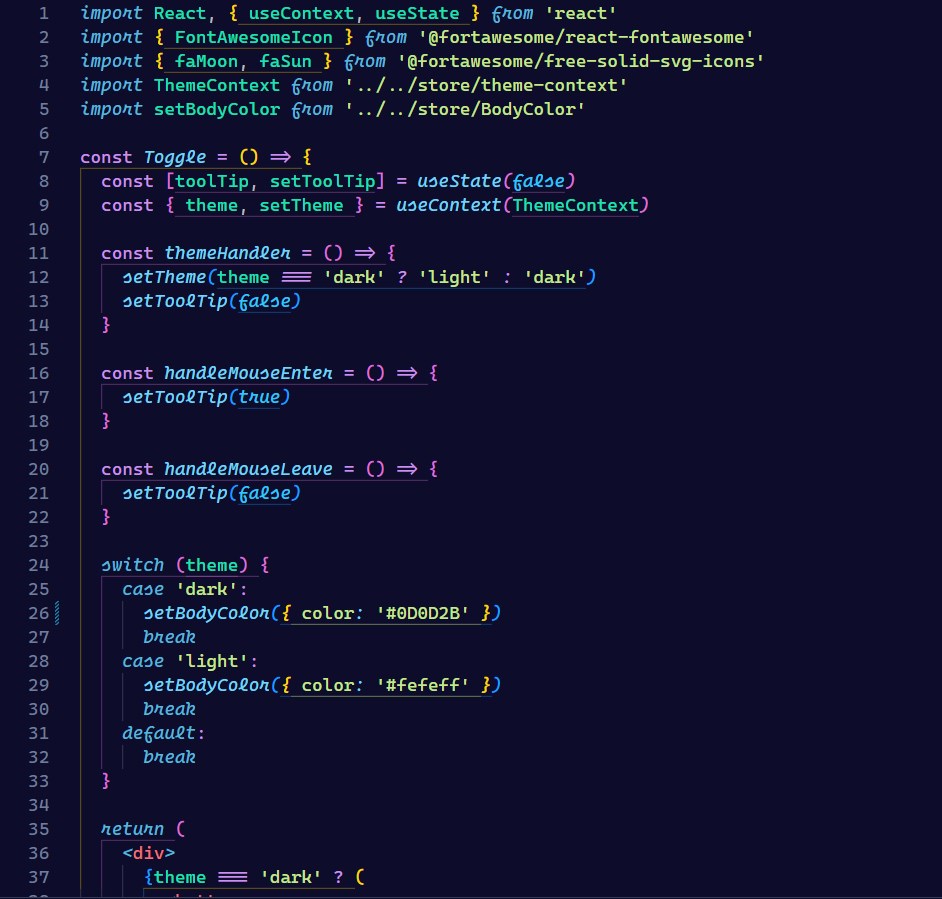 1 import React, { useContext, useState } from 'react'
2 import { FontAwesomeIcon } from '@fortawesome/react-fontawesome'
3 import { faMoon, faSun } from '@fortawesome/free-solid-svg-icons'
4 import ThemeContext from '../../store/theme-context'
5 import setBodyColor from '../../store/BodyColor'
6
7 const Toggle = () => {
8   const [toolTip, setToolTip] = useState(false)
9   const { theme, setTheme } = useContext(ThemeContext)
10
11   const themeHandler = () => {
12     setTheme(theme === 'dark' ? 'light' : 'dark')
13     setToolTip(false)
14   }
15
16   const handleMouseEnter = () => {
17     setToolTip(true)
18   }
19
20   const handleMouseLeave = () => {
21     setToolTip(false)
22   }
23
24   switch (theme) {
25     case 'dark':
26       setBodyColor({ color: '#0D0D2B' })
27       break
28     case 'light':
29       setBodyColor({ color: '#fefeff' })
30       break
31     default:
32       break
33   }
34
35   return (
36     <div>
37       {theme === 'dark' ? (